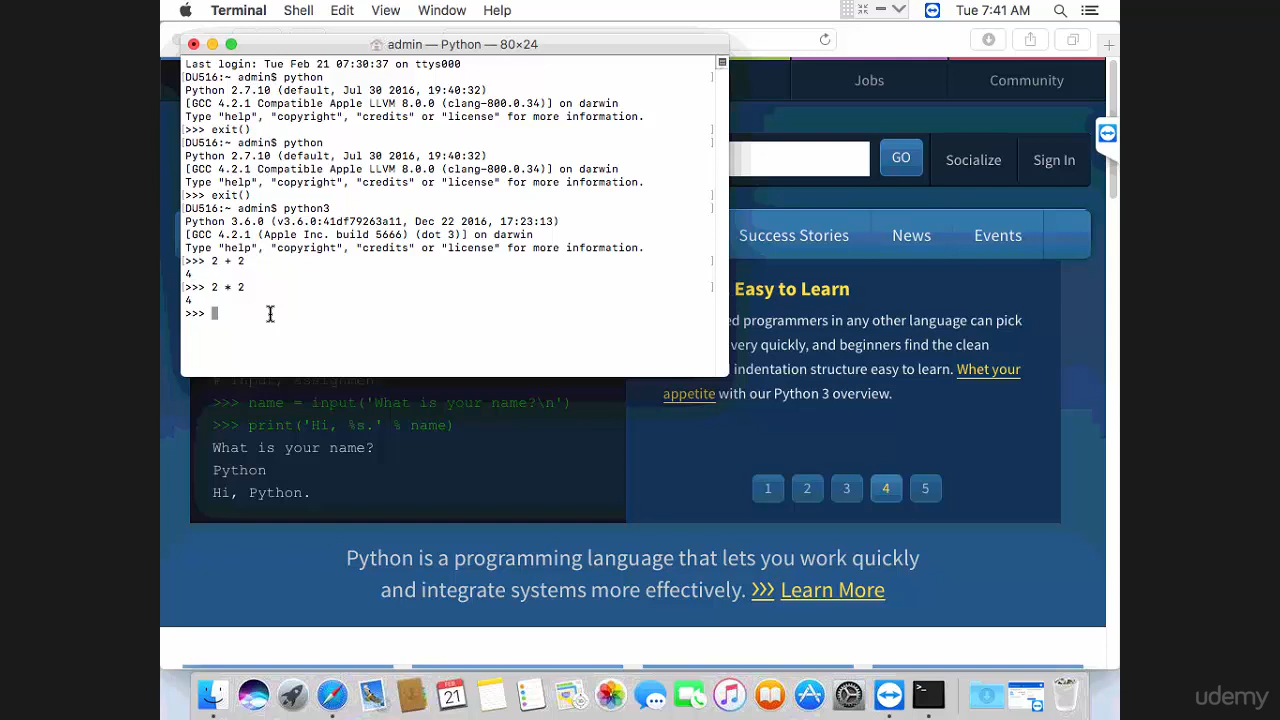 Terminal Shell Edit View Window Help
Tue 7:41 AM
admin — Python — 80×24
Last login: Tue Feb 21 07:30:37 on ttys000
DU516:~ admin$ python
Python 2.7.10 (default, Jul 30 2016, 19:40:32)
[GCC 4.2.1 Compatible Apple LLVM 8.0.0 (clang-800.0.34)] on darwin
Type "help", "copyright", "credits" or "license" for more information.
>>> exit()
DU516:~ admin$ python
Python 2.7.10 (default, Jul 30 2016, 19:40:32)
[GCC 4.2.1 Compatible Apple LLVM 8.0.0 (clang-800.0.34)] on darwin
Type "help", "copyright", "credits" or "license" for more information.
>>> exit()
DU516:~ admin$ python3
Python 3.6.0 (v3.6.0:41df79263a11, Dec 22 2016, 17:23:13)
[GCC 4.2.1 (Apple Inc. build 5666) (dot 3)] on darwin
Type "help", "copyright", "credits" or "license" for more information.
>>> 2 + 2
4
>>> 2 * 2
4
>>>
Jobs
Community
GO
Socialize
Sign In
Success Stories
News
Events
Easy to Learn
ed programmers in any other language can pick
very quickly, and beginners find the clean
indentation structure easy to learn. Whet your
appetite with our Python 3 overview.
# input, assignmen
>>> name = input('What is your name?\n')
>>> print('Hi, %s.' % name)
What is your name?
Python
Hi, Python.
1 2 3 4 5
Python is a programming language that lets you work quickly
and integrate systems more effectively. >>> Learn More
FEB
21
udemy